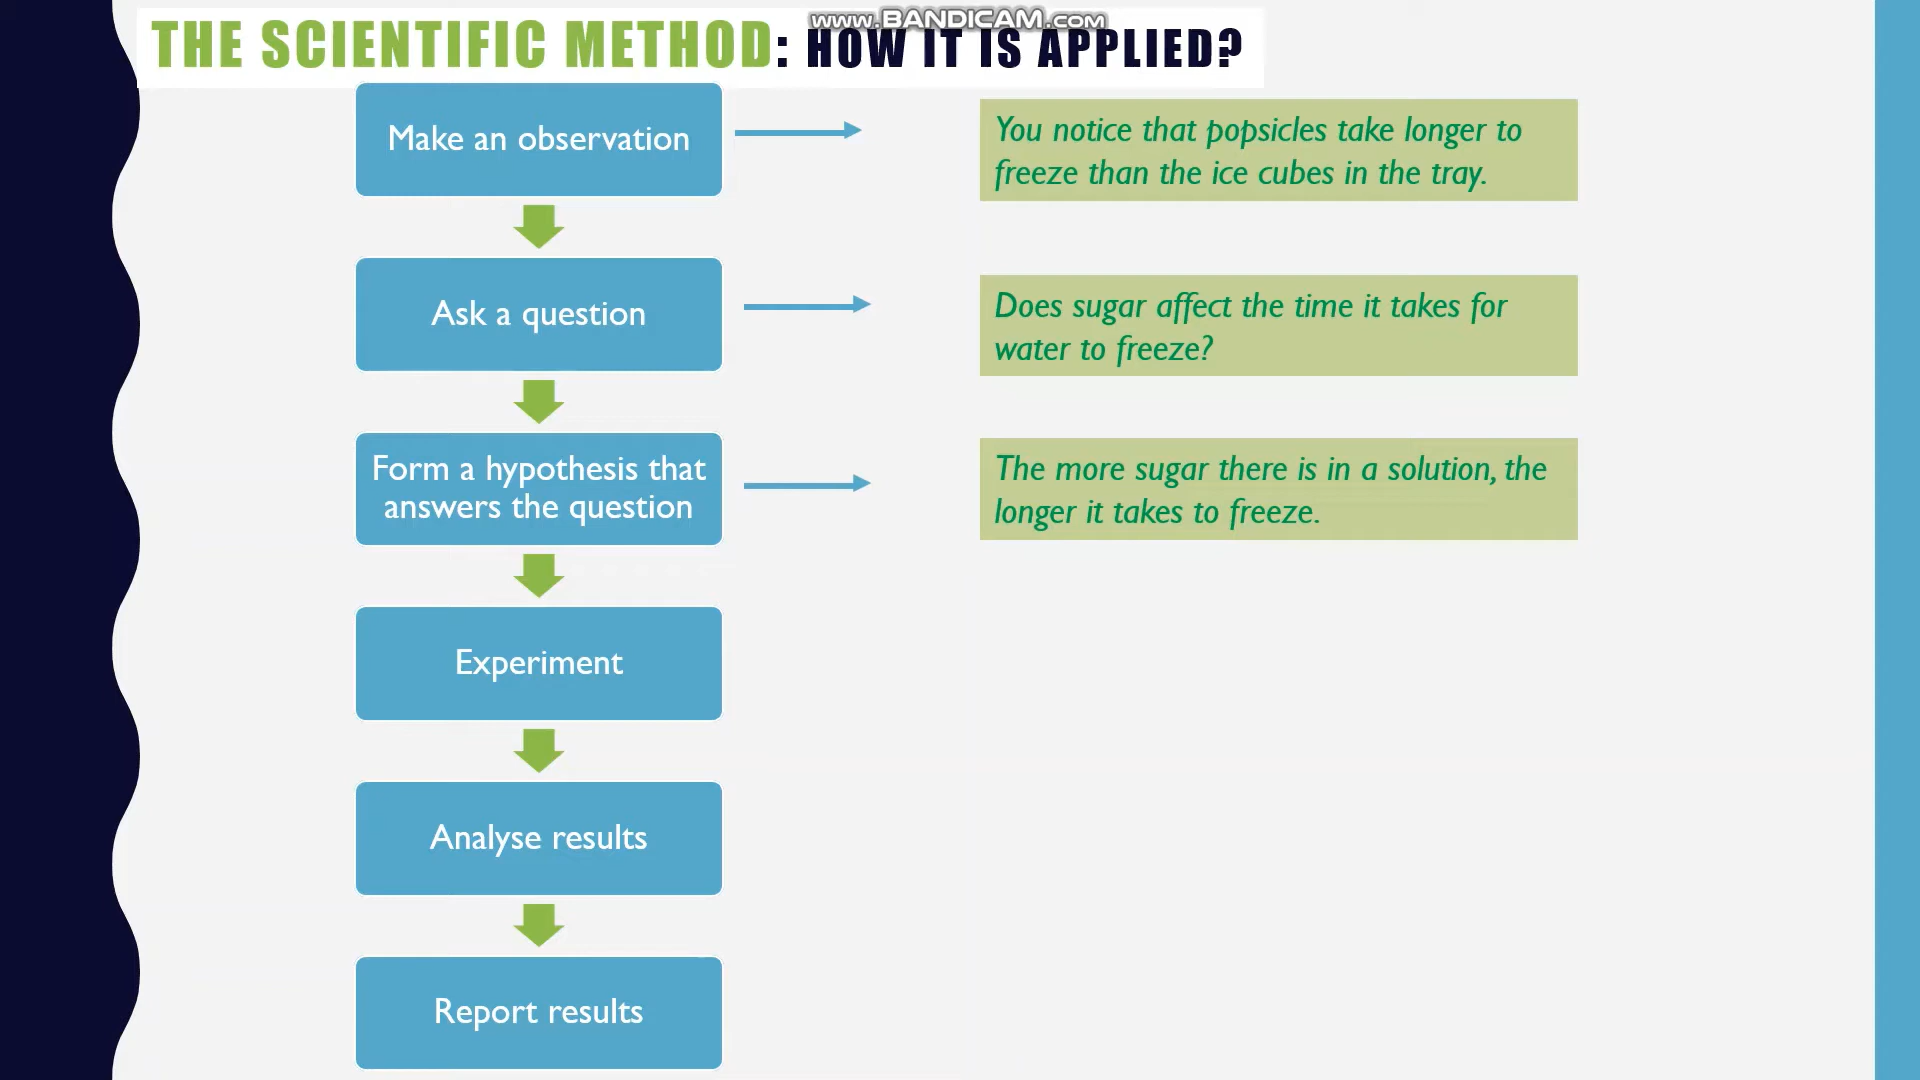 www.BANDICAM.com
THE SCIENTIFIC METHOD: HOW IT IS APPLIED?
Make an observation
You notice that popsicles take longer to
freeze than the ice cubes in the tray.
Ask a question
Does sugar affect the time it takes for
water to freeze?
Form a hypothesis that
answers the question
The more sugar there is in a solution, the
longer it takes to freeze.
Experiment
Analyse results
Report results